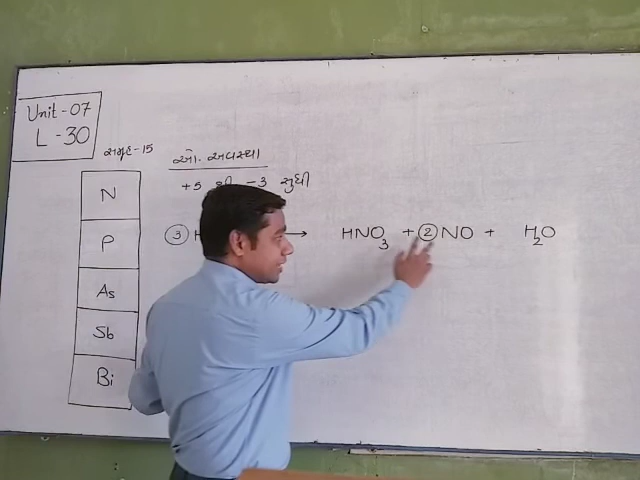 Unit-07
L-30
સમૂહ-15
ઑ. અવસ્થા
+5 થી -3 સુધી
N
P
As
Sb
Bi
③ H → HNO3 + ② NO + H2O